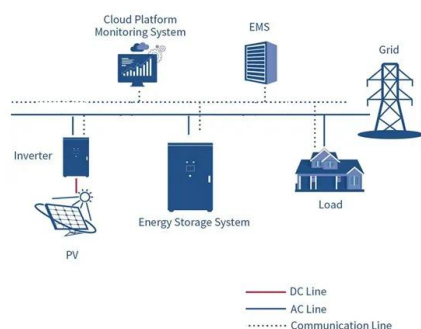 Cloud Platform
Monitoring System
EMS
Grid
Inverter
Energy Storage System
Load
PV
DC Line
AC Line
Communication Line